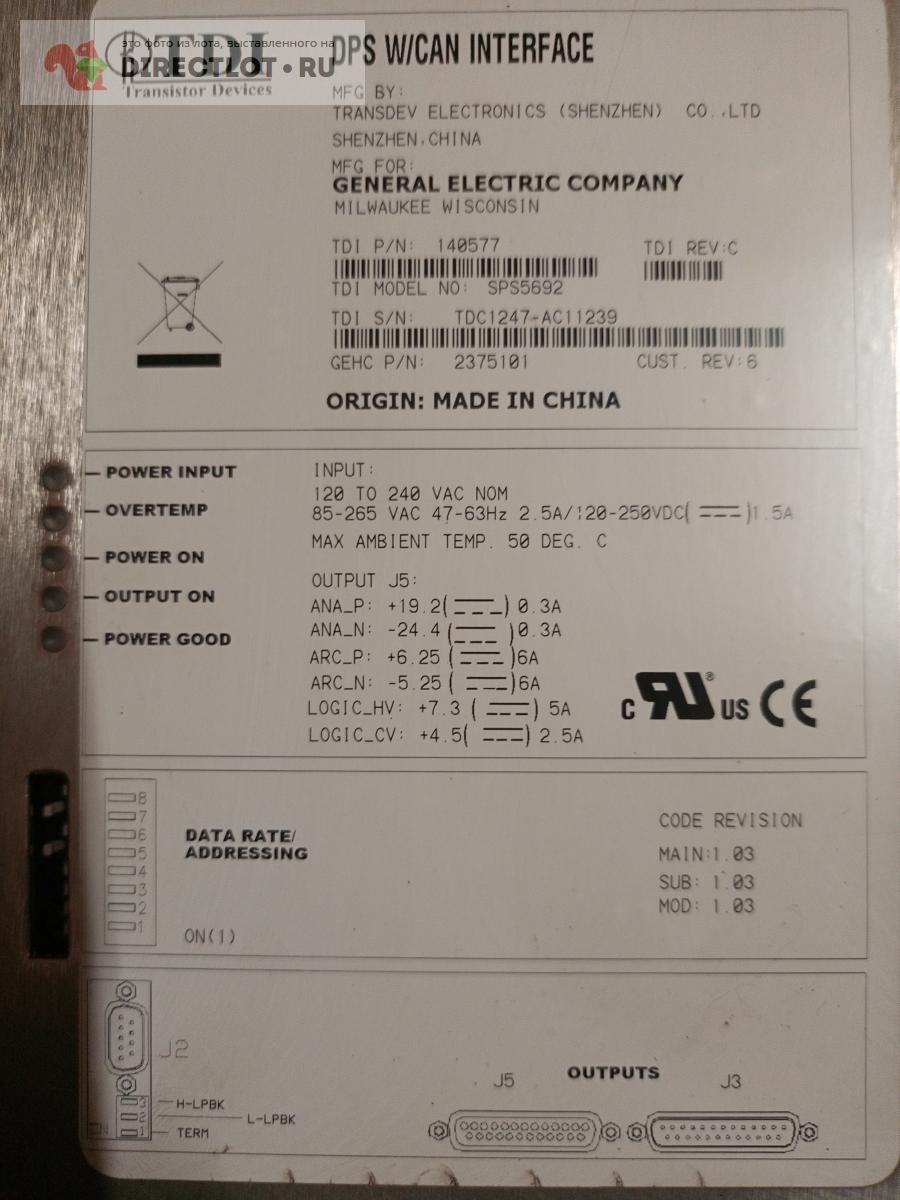 это фото из лота, выставленного на
DIRECTLOT.RU
TDI
Transistor Devices
DPS W/CAN INTERFACE
MFG BY:
TRANSDEV ELECTRONICS (SHENZHEN) CO.,LTD
SHENZHEN,CHINA
MFG FOR:
GENERAL ELECTRIC COMPANY
MILWAUKEE WISCONSIN
TDI P/N: 140577 TDI REV:C
TDI MODEL NO: SPS5692
TDI S/N: TDC1247-AC11239
GEHC P/N: 2375101 CUST. REV:6
ORIGIN: MADE IN CHINA
POWER INPUT
OVERTEMP
POWER ON
OUTPUT ON
POWER GOOD
INPUT:
120 TO 240 VAC NOM
85-265 VAC 47-63Hz 2.5A/120-250VDC( )1.5A
MAX AMBIENT TEMP. 50 DEG. C
OUTPUT J5:
ANA_P: +19.2( ) 0.3A
ANA_N: -24.4 ( )0.3A
ARC_P: +6.25 ( )6A
ARC_N: -5.25 ( )6A
LOGIC_HV: +7.3 ( ) 5A
LOGIC_CV: +4.5( ) 2.5A
C RU® US CE
8
7
6
5
4
3
2
1
DATA RATE/
ADDRESSING
ON(1)
CODE REVISION
MAIN:1.03
SUB: 1.03
MOD: 1.03
J2
3 H-LPBK
2 L-LPBK
1 TERM
J5 OUTPUTS J3